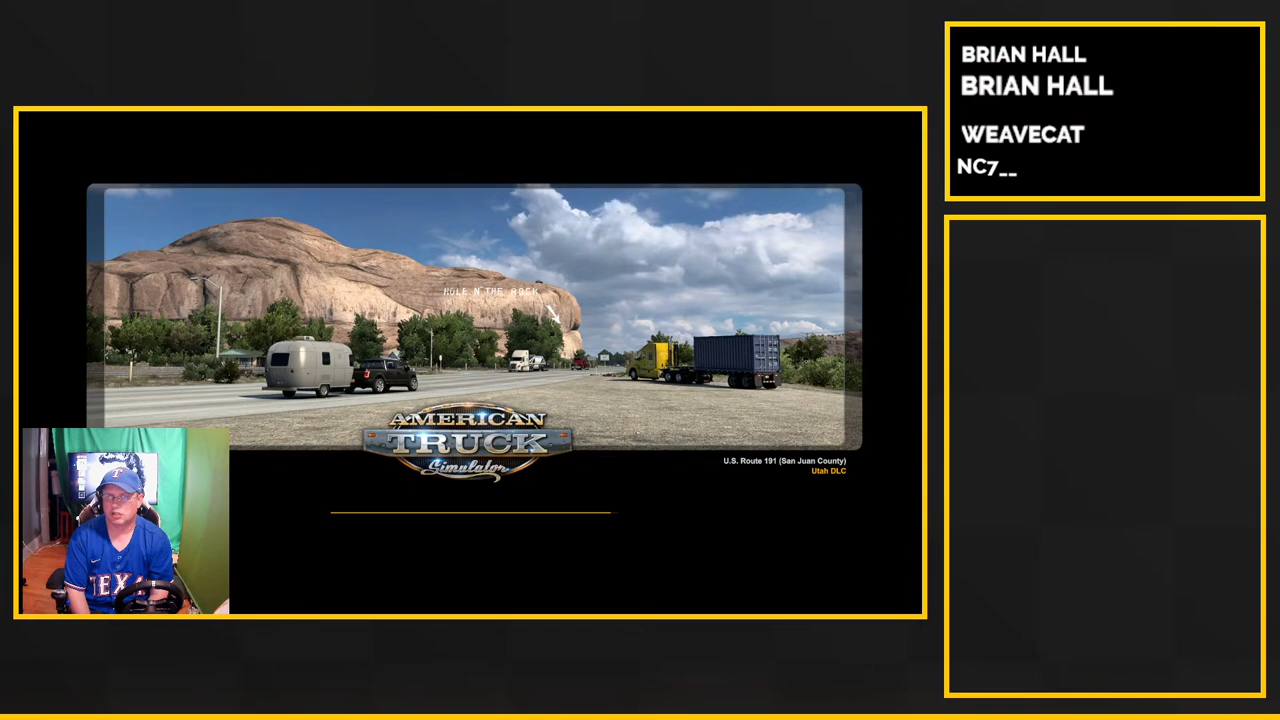 BRIAN HALL
BRIAN HALL
WEAVECAT
NC7__
HOLE N" THE ROCK
AMERICAN
TRUCK
Simulator
U.S. Route 191 (San Juan County)
Utah DLC
TEXA